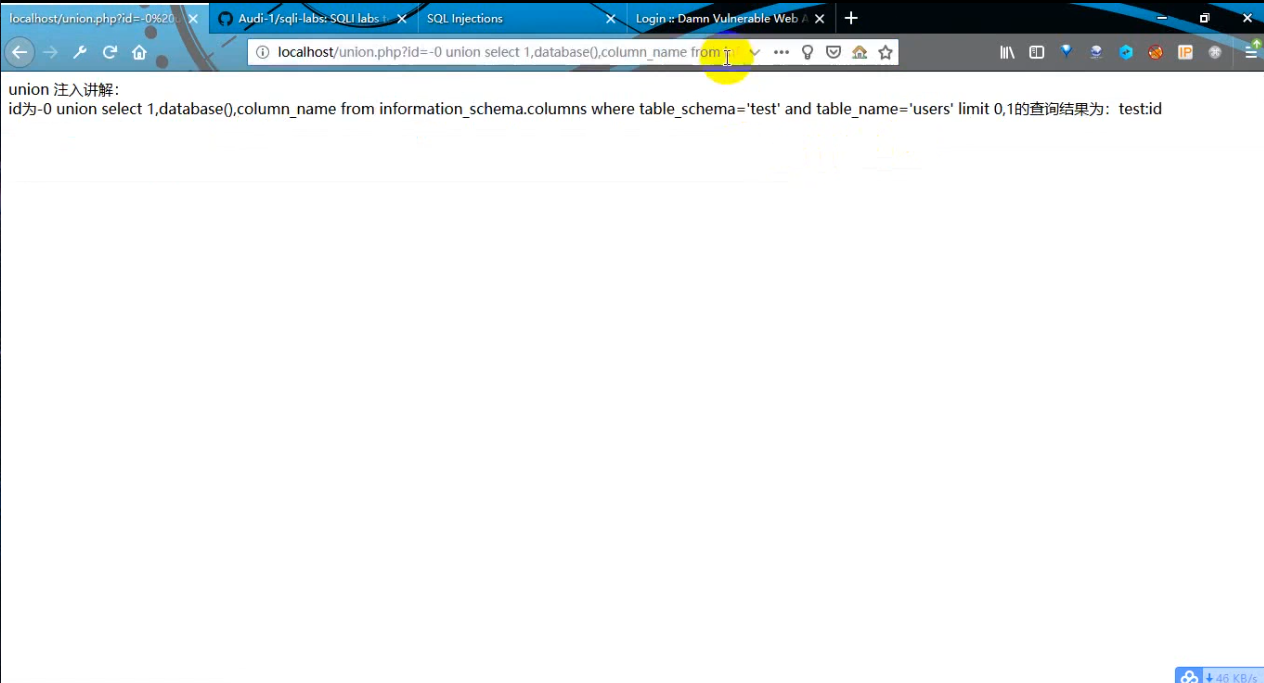 localhost/union.php?id=-0%20u
Audi-1/sqli-labs: SQLI labs t
SQL Injections
Login :: Damn Vulnerable Web A
localhost/union.php?id=-0 union select 1,database(),column_name from
IP
union 注入讲解：
id为-0 union select 1,database(),column_name from information_schema.columns where table_schema='test' and table_name='users' limit 0,1的查询结果为：test:id
46 KB/s